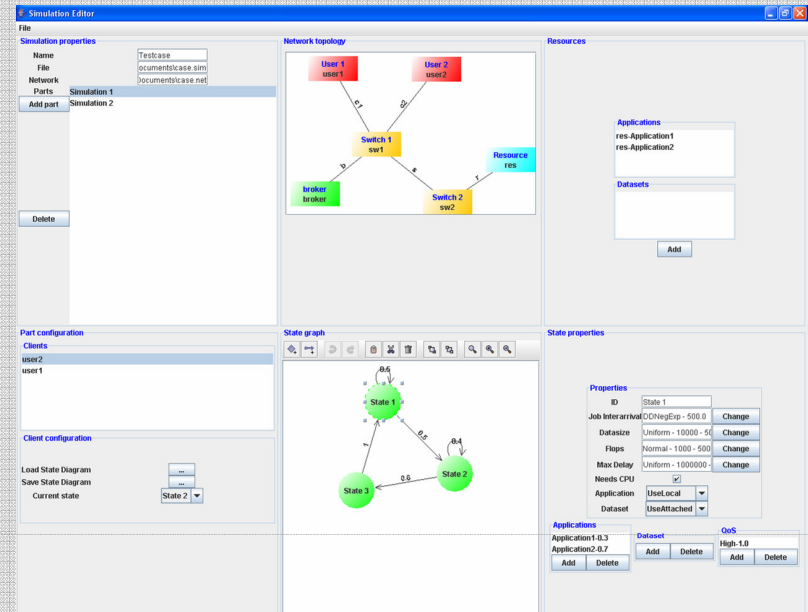 Simulation Editor
File
Simulation properties
Name
Testcase
File
ocuments\case.sim
Network
Documents\case.net
Parts
Simulation 1
Add part
Simulation 2
Delete
Network topology
User 1
user1
User 2
user2
c1
c2
Switch 1
sw1
Resource
res
b
s
r
broker
broker
Switch 2
sw2
Resources
Applications
res-Application1
res-Application2
Datasets
Add
Part configuration
Clients
user2
user1
Client configuration
Load State Diagram
...
Save State Diagram
...
Current state
State 2
State graph
0.5
State 1
0.5
0.4
1
State 2
0.6
State 3
State properties
Properties
ID
State 1
Job Interarrival
DDNegExp - 500.0
Change
Datasize
Uniform - 10000 - 50
Change
Flops
Normal - 1000 - 500
Change
Max Delay
Uniform - 1000000 -
Change
Needs CPU
Application
UseLocal
Dataset
UseAttached
Applications
Application1-0.3
Application2-0.7
Add
Delete
Dataset
Add
Delete
QoS
High-1.0
Add
Delete